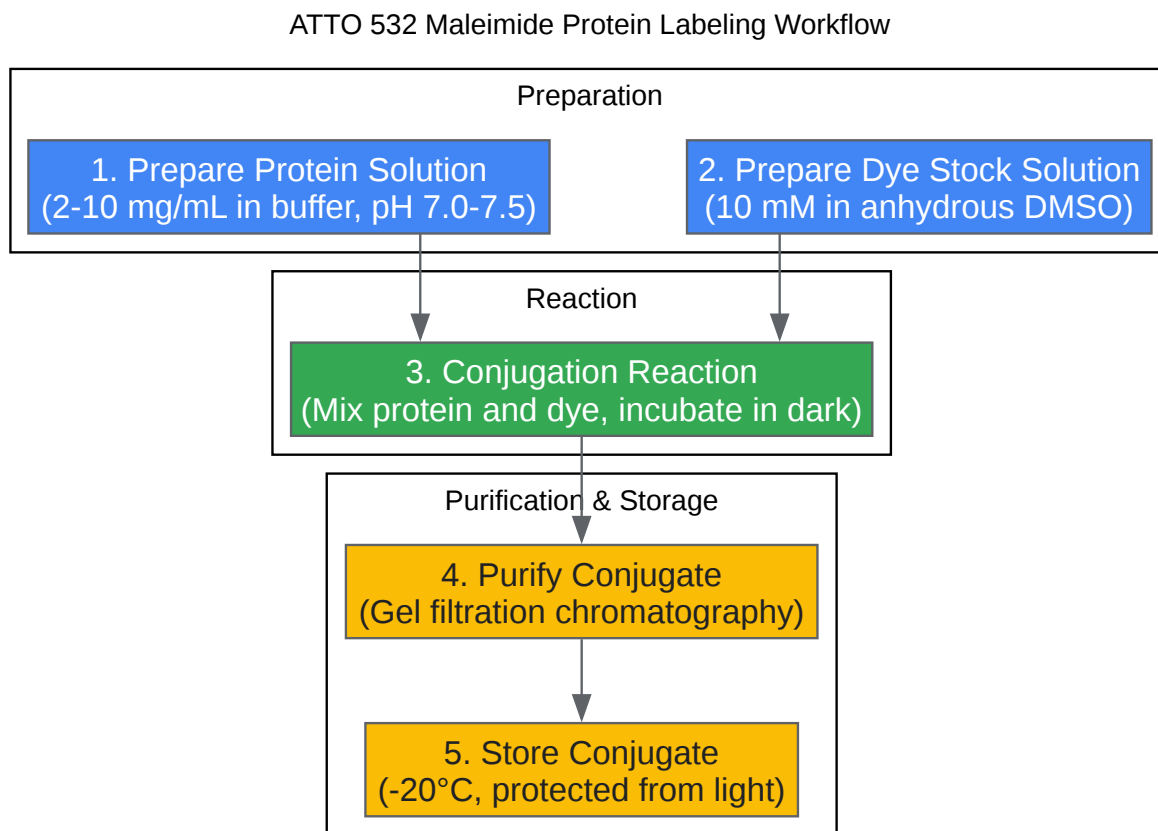 ATTO 532 Maleimide Protein Labeling Workflow
Preparation
1. Prepare Protein Solution
(2-10 mg/mL in buffer, pH 7.0-7.5)
2. Prepare Dye Stock Solution
(10 mM in anhydrous DMSO)
Reaction
3. Conjugation Reaction
(Mix protein and dye, incubate in dark)
Purification & Storage
4. Purify Conjugate
(Gel filtration chromatography)
5. Store Conjugate
(-20°C, protected from light)